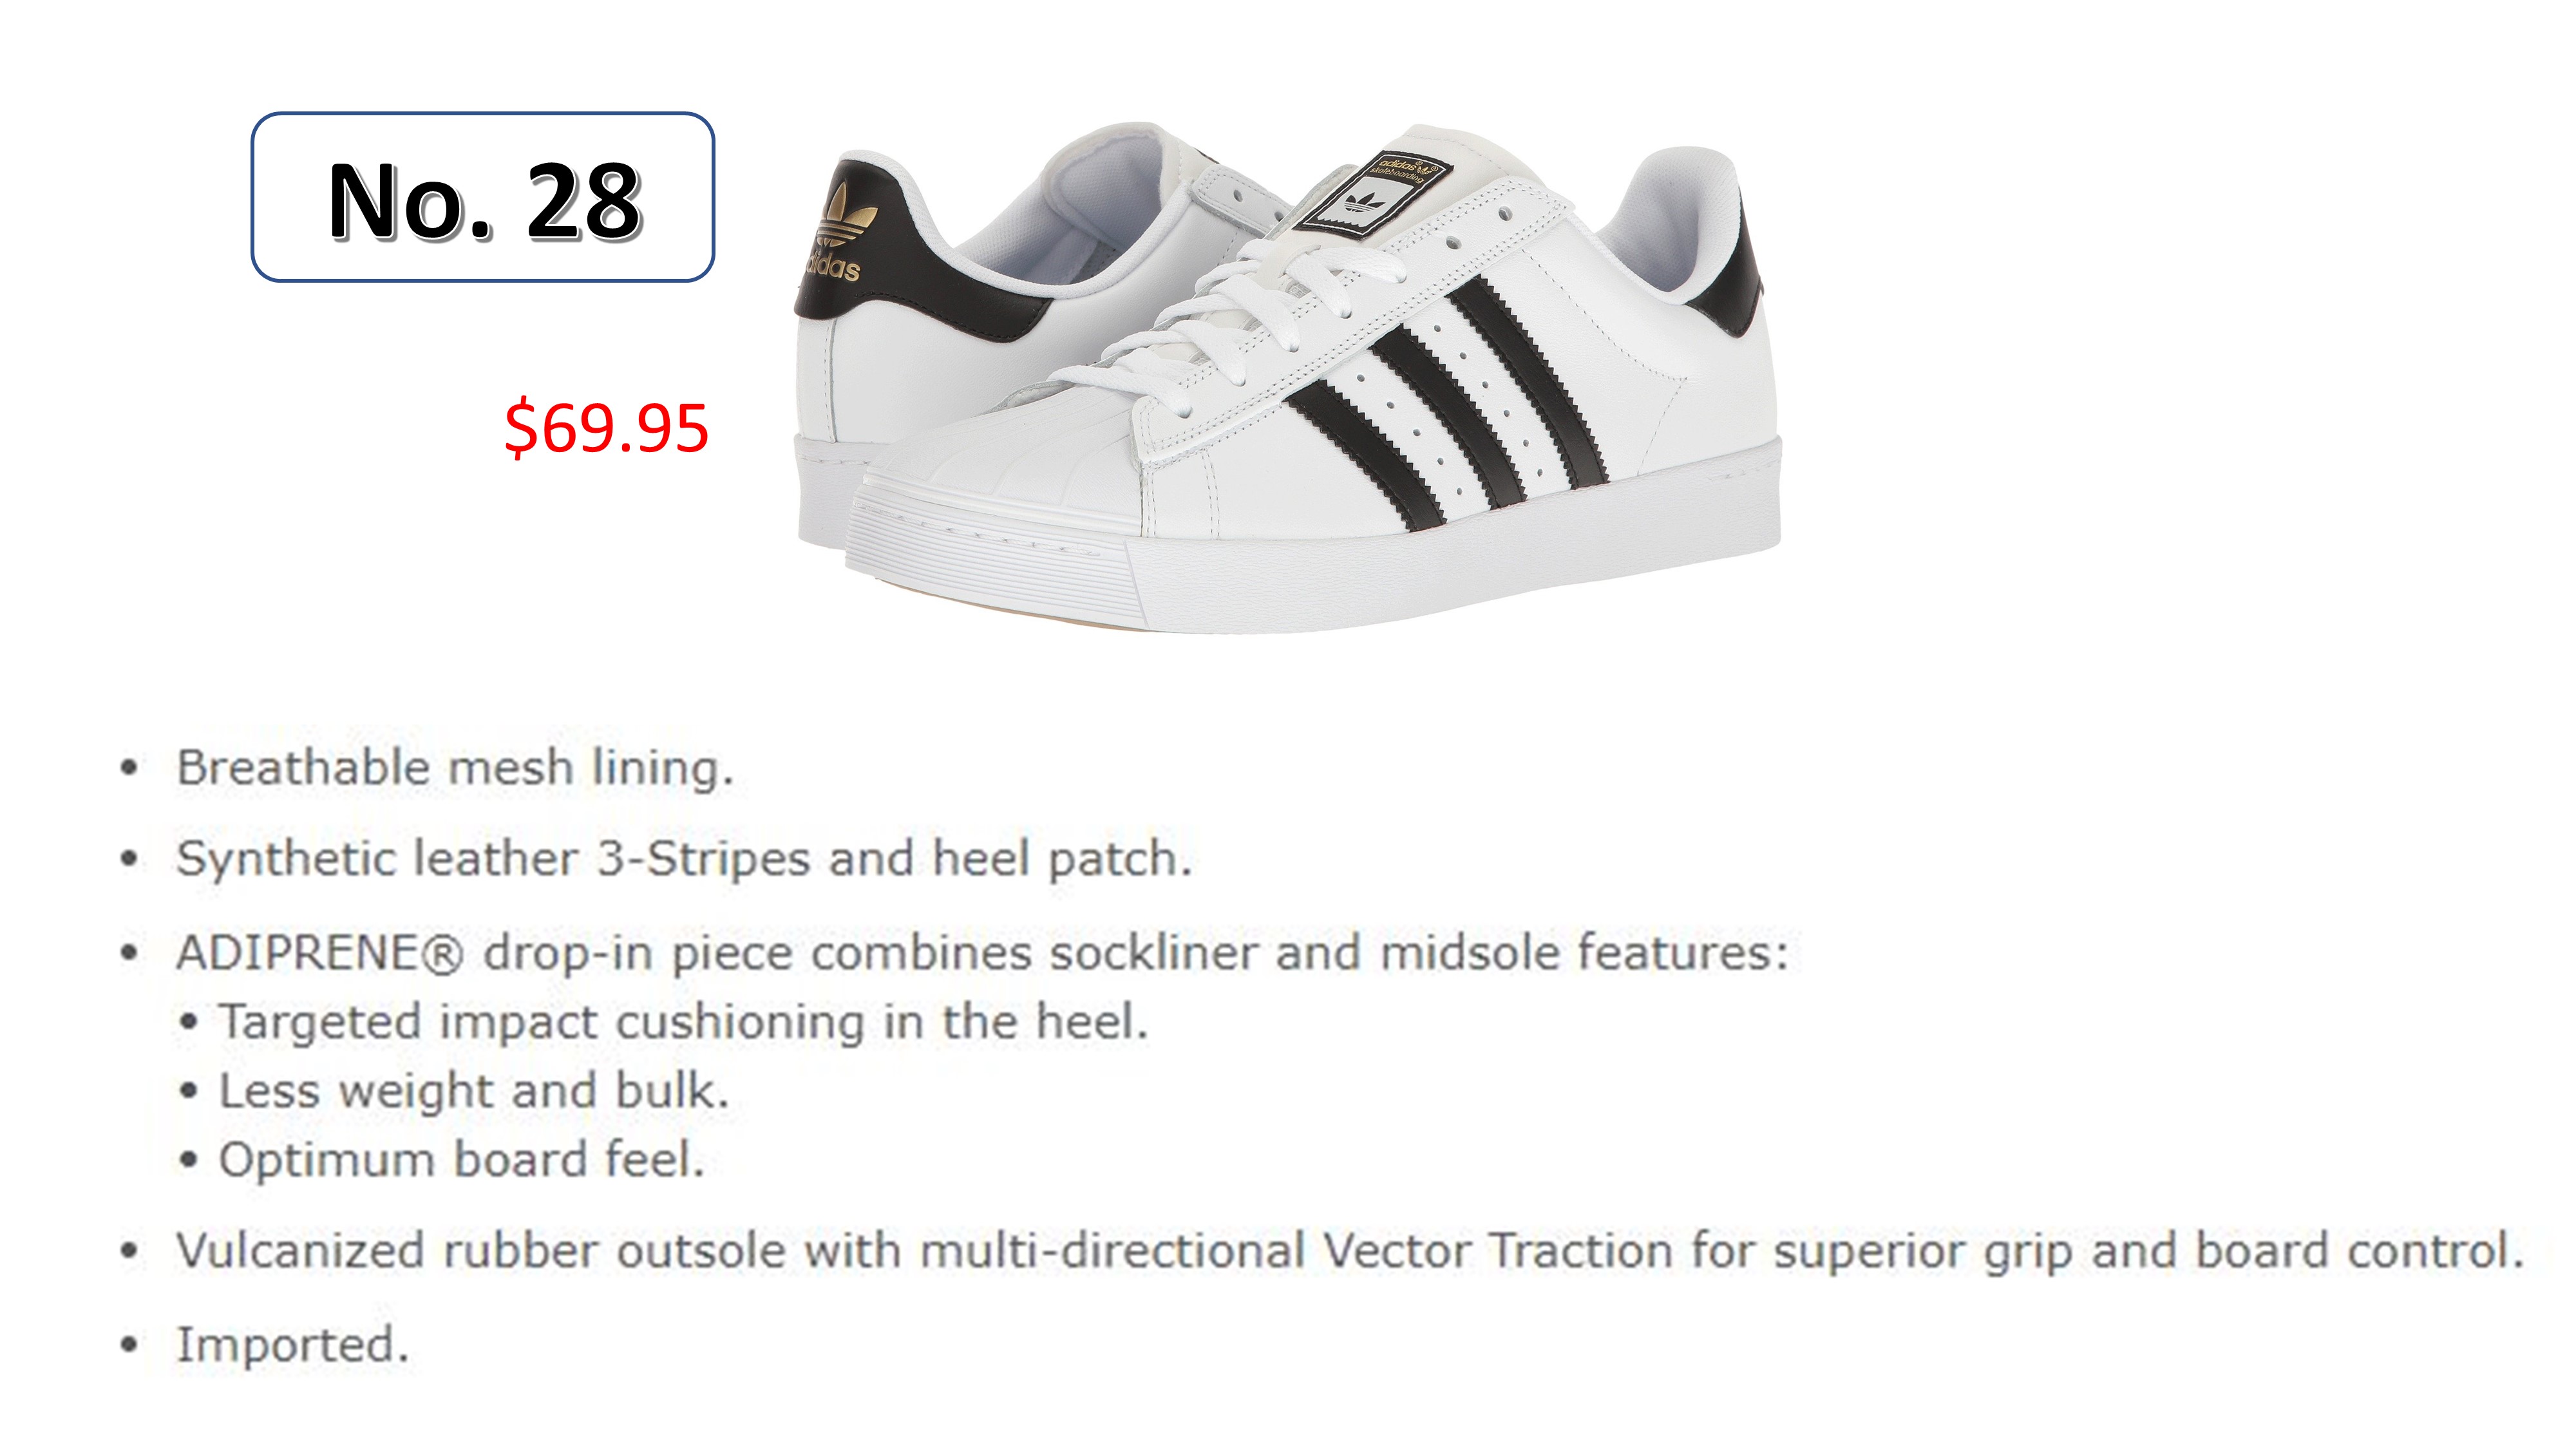 No. 28
$69.95
adidas
adidas
skateboarding
• Breathable mesh lining.
• Synthetic leather 3-Stripes and heel patch.
• ADIPRENE® drop-in piece combines sockliner and midsole features:
• Targeted impact cushioning in the heel.
• Less weight and bulk.
• Optimum board feel.
• Vulcanized rubber outsole with multi-directional Vector Traction for superior grip and board control.
• Imported.